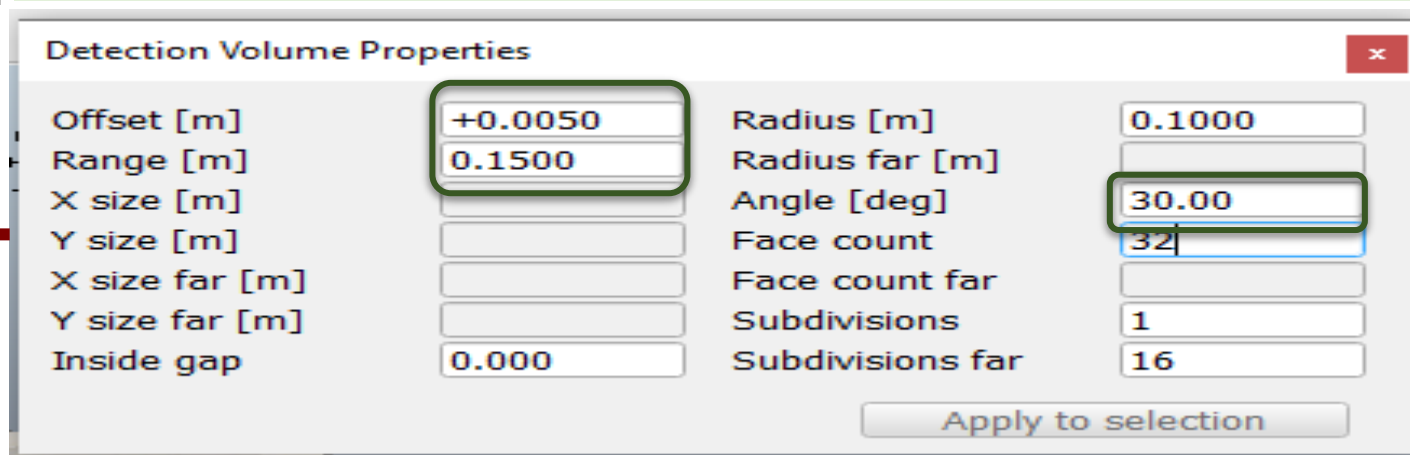 Detection Volume Properties x
Offset [m] +0.0050 Radius [m] 0.1000
Range [m] 0.1500 Radius far [m]
X size [m] Angle [deg] 30.00
Y size [m] Face count 32
X size far [m] Face count far
Y size far [m] Subdivisions 1
Inside gap 0.000 Subdivisions far 16
Apply to selection